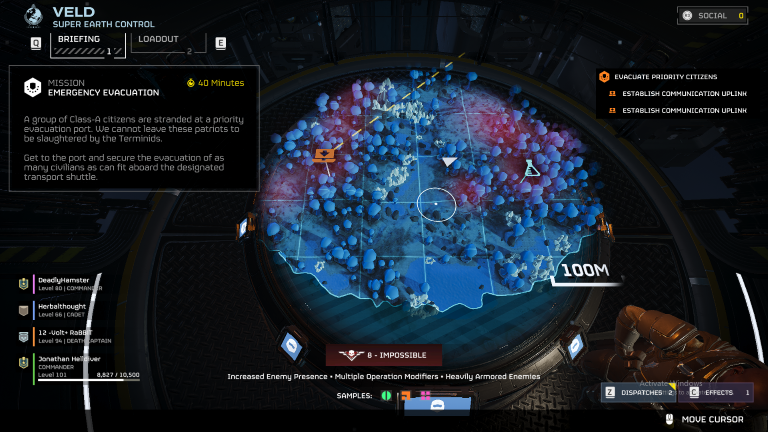 VELD
SUPER EARTH CONTROL
SOCIAL 0
Q
BRIEFING
1
LOADOUT
2
E
MISSION
EMERGENCY EVACUATION
40 Minutes
A group of Class-A citizens are stranded at a priority
evacuation port. We cannot leave these patriots to
be slaughtered by the Terminids.
Get to the port and secure the evacuation of as
many civilians as can fit aboard the designated
transport shuttle.
EVACUATE PRIORITY CITIZENS
ESTABLISH COMMUNICATION UPLINK
ESTABLISH COMMUNICATION UPLINK
100M
DeadlyHamster
Level 80 | COMMANDER
Herbalthought
Level 66 | CADET
12 -Volt+ RaBBiT
Level 94 | DEATH CAPTAIN
Jonathan Helldiver
COMMANDER
Level 101
8,827 / 10,500
8 - IMPOSSIBLE
Increased Enemy Presence • Multiple Operation Modifiers • Heavily Armored Enemies
SAMPLES:
Activate Windows
Z DISPATCHES 2
C EFFECTS 1
MOVE CURSOR